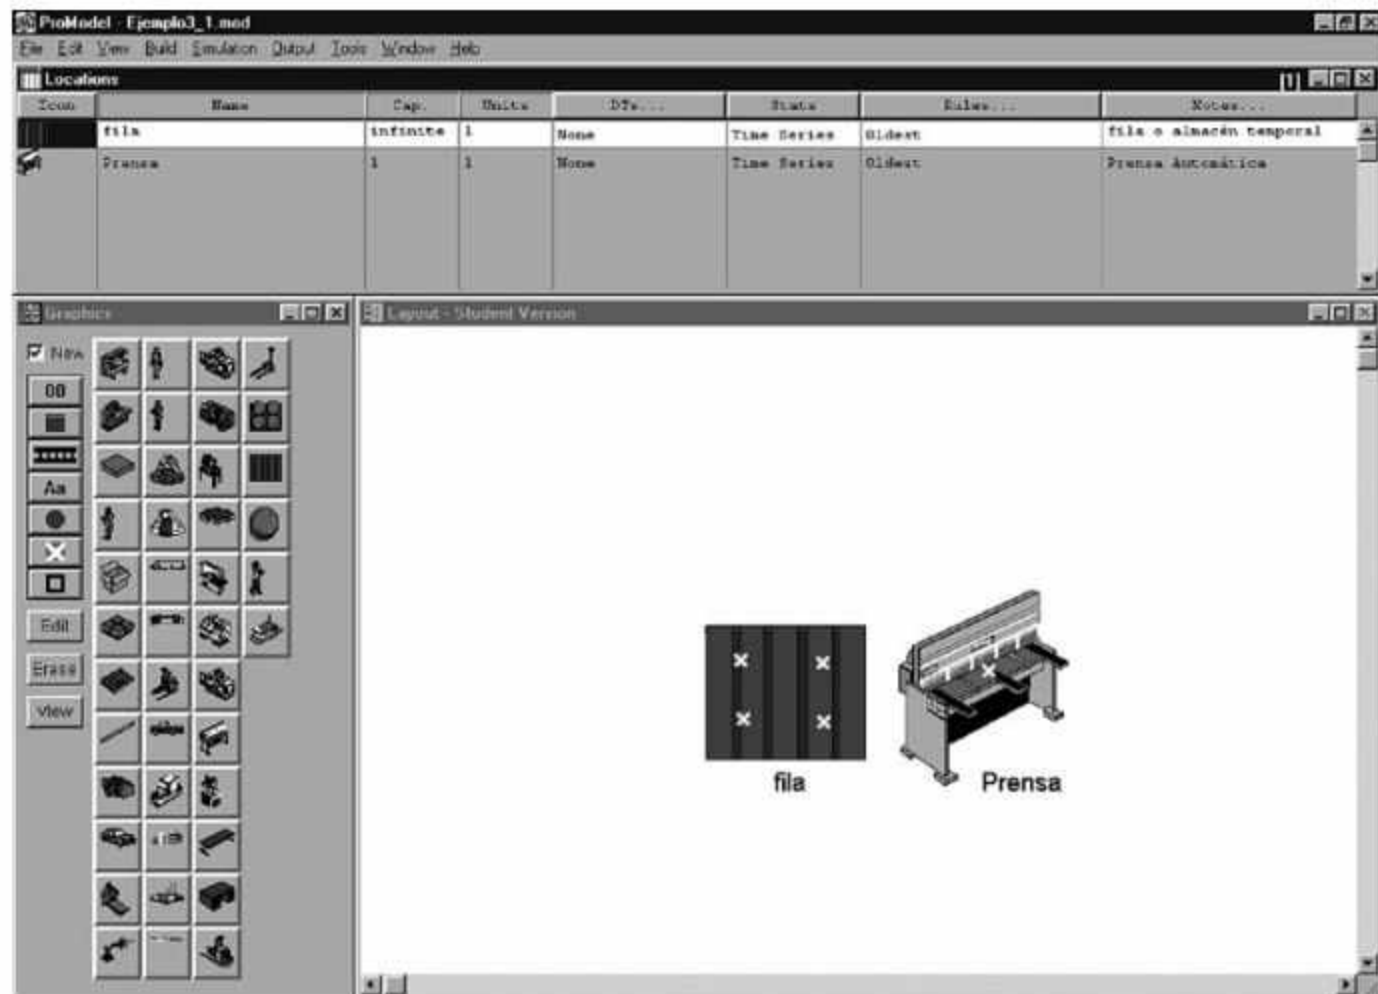 ProModel - Ejemplo3_1.mod
File Edit View Build Simulation Output Tools Window Help
Locations [1]
Icon Name Cap. Units DTs... Stats Rules... Notes...
fila infinite 1 None Time Series Oldest fila o almacén temporal
Prensa 1 1 None Time Series Oldest Prensa Automática
Graphics
Layout - Student Version
New
00
Aa
Edit
Erase
View
fila
Prensa